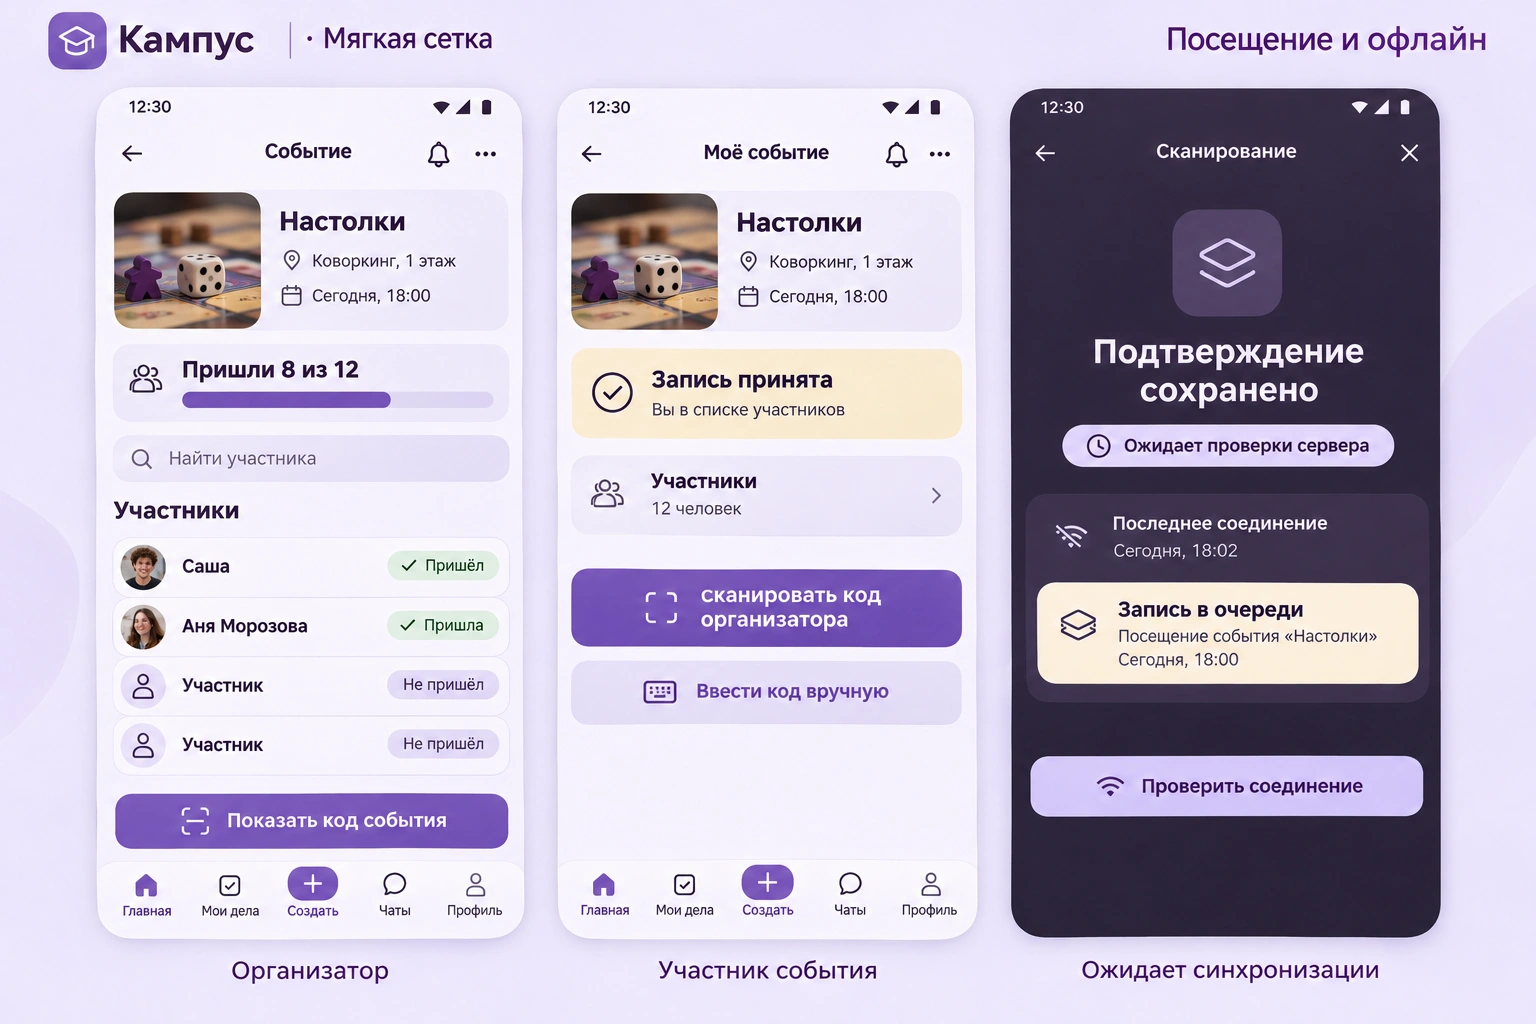 Кампус
· Мягкая сетка
Посещение и офлайн
12:30
Событие
Настолки
Коворкинг, 1 этаж
Сегодня, 18:00
Пришли 8 из 12
Найти участника
Участники
Саша
Пришёл
Аня Морозова
Пришла
Участник
Не пришёл
Участник
Не пришёл
Показать код события
Главная
Мои дела
Создать
Чаты
Профиль
Организатор
12:30
Моё событие
Настолки
Коворкинг, 1 этаж
Сегодня, 18:00
Запись принята
Вы в списке участников
Участники
12 человек
сканировать код
организатора
Ввести код вручную
Главная
Мои дела
Создать
Чаты
Профиль
Участник события
12:30
Сканирование
Подтверждение
сохранено
Ожидает проверки сервера
Последнее соединение
Сегодня, 18:02
Запись в очереди
Посещение события «Настолки»
Сегодня, 18:00
Проверить соединение
Ожидает синхронизации